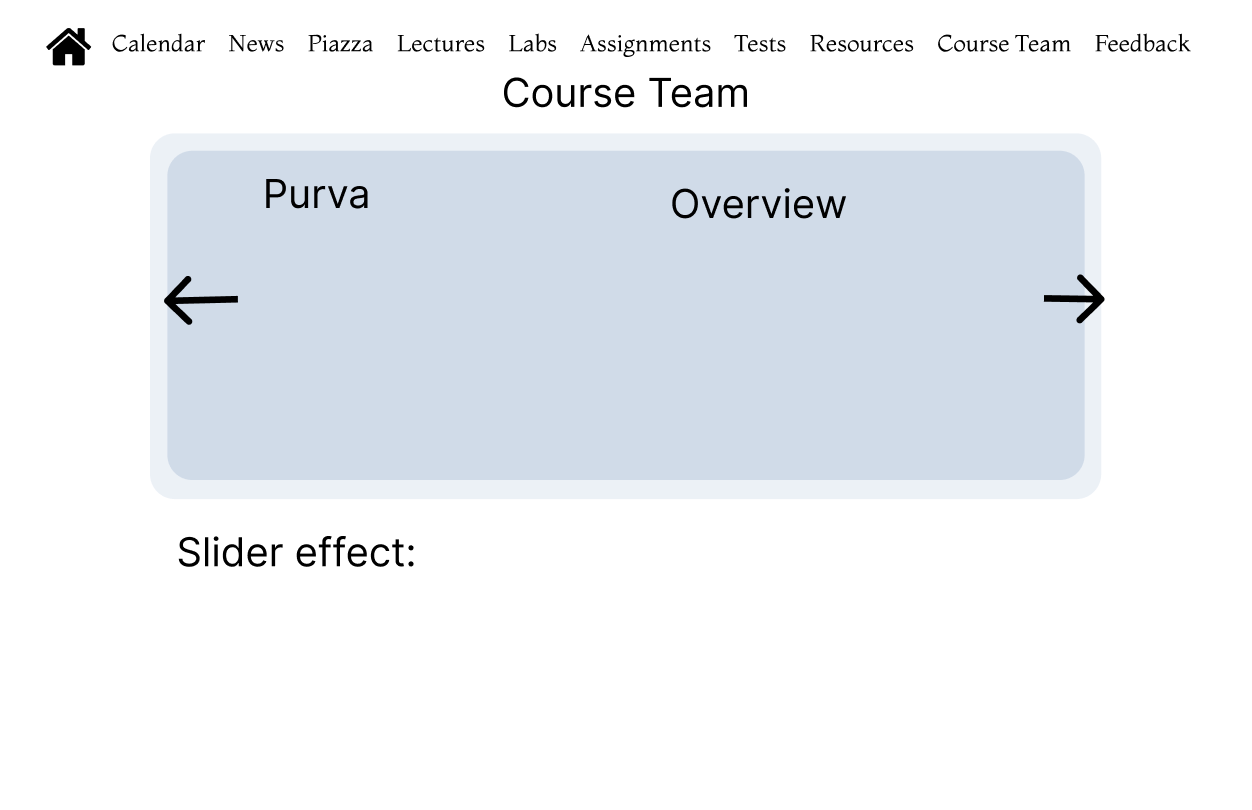 Calendar News Piazza Lectures Labs Assignments Tests Resources Course Team Feedback
Course Team
Purva
Overview
Slider effect: